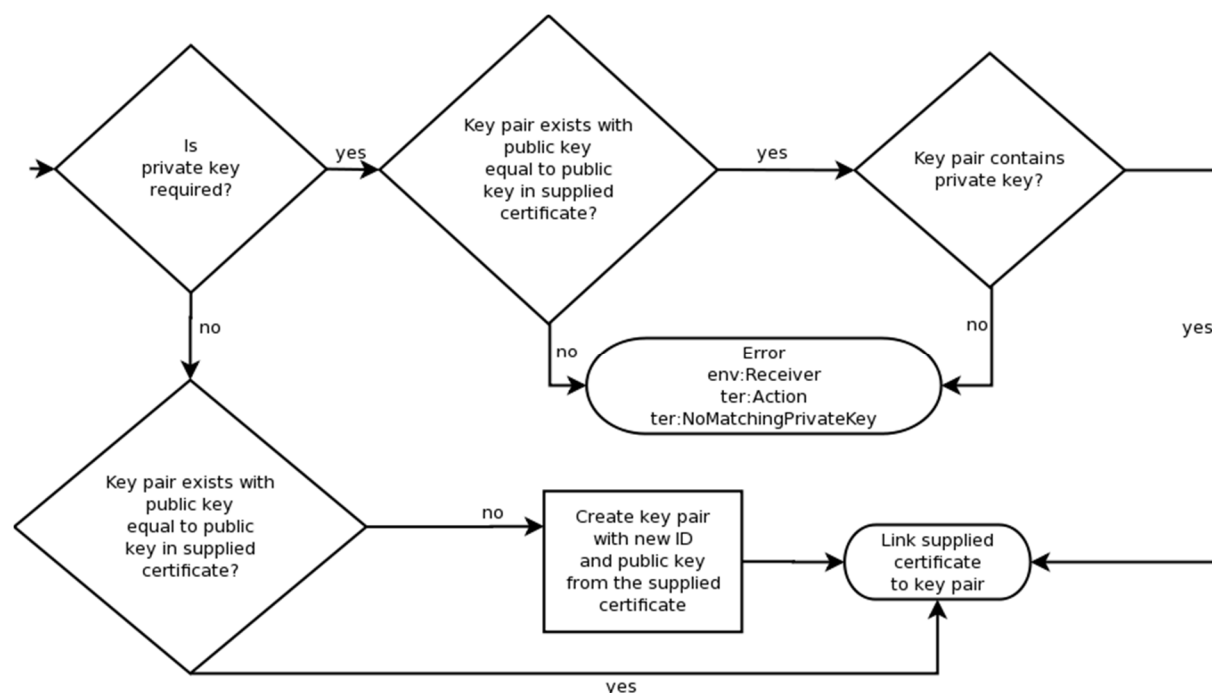 Is
private key
required?
yes
Key pair exists with
public key
equal to public
key in supplied
certificate?
yes
Key pair contains
private key?
no
no
Error
env:Receiver
ter:Action
ter:NoMatchingPrivateKey
no
yes
Key pair exists with
public key
equal to public
key in supplied
certificate?
no
Create key pair
with new ID
and public key
from the supplied
certificate
Link supplied
certificate
to key pair
yes